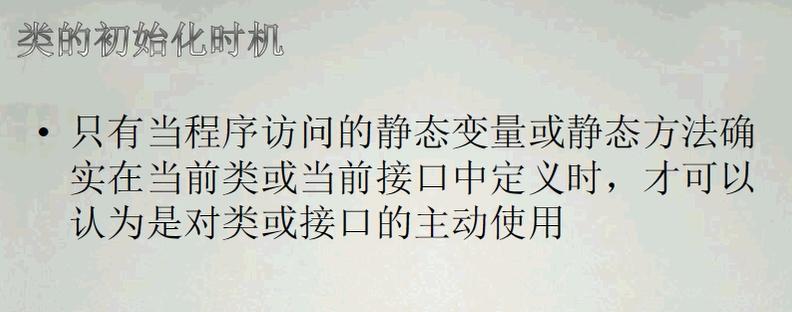 类的初始化时机
• 只有当程序访问的静态变量或静态方法确
实在当前类或当前接口中定义时，才可以
认为是对类或接口的主动使用